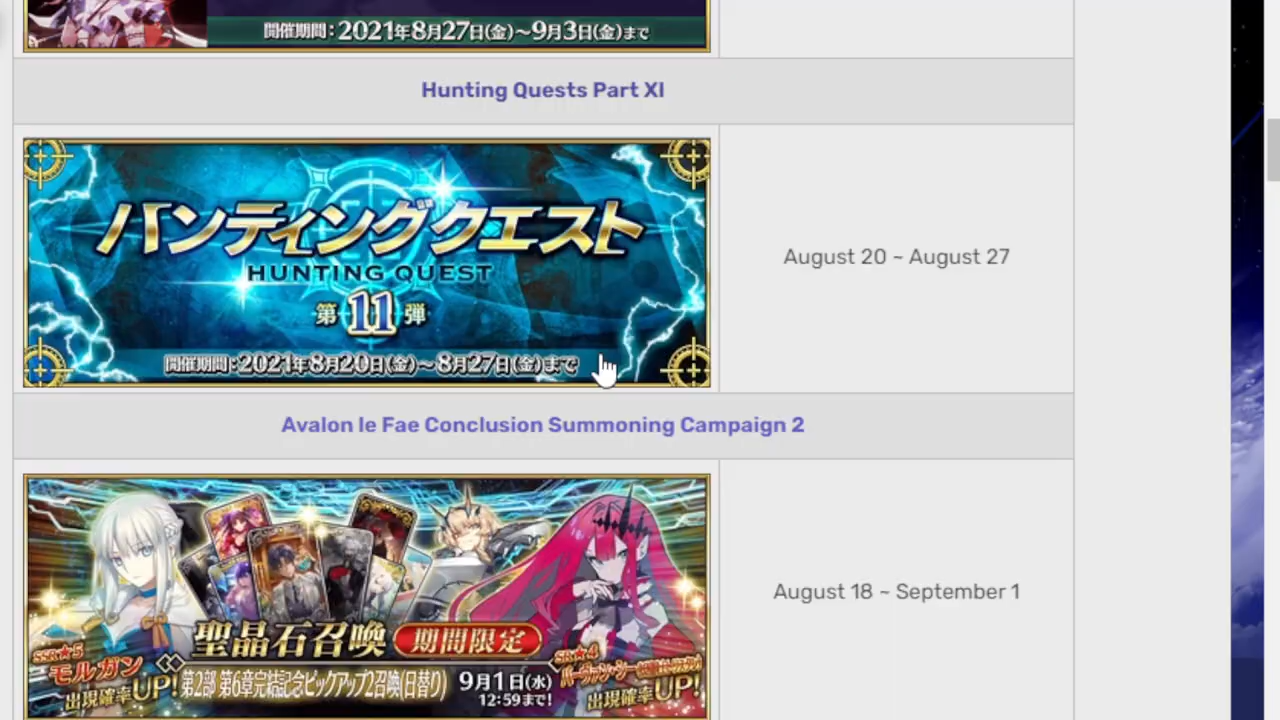 開催期間：2021年8月27日(金)～9月3日(金)まで
Hunting Quests Part XI
ハンティングクエスト
HUNTING QUEST
第11弾
開催期間：2021年8月20日(金)～8月27日(金)まで
August 20 ~ August 27
Avalon le Fae Conclusion Summoning Campaign 2
聖晶石召喚 期間限定
SSR★5
モルガン
出現確率UP!
第2部 第6章完結記念ピックアップ2召喚(日替り)
9月1日(水)
12:59まで!
SR★4
出現確率UP!
August 18 ~ September 1